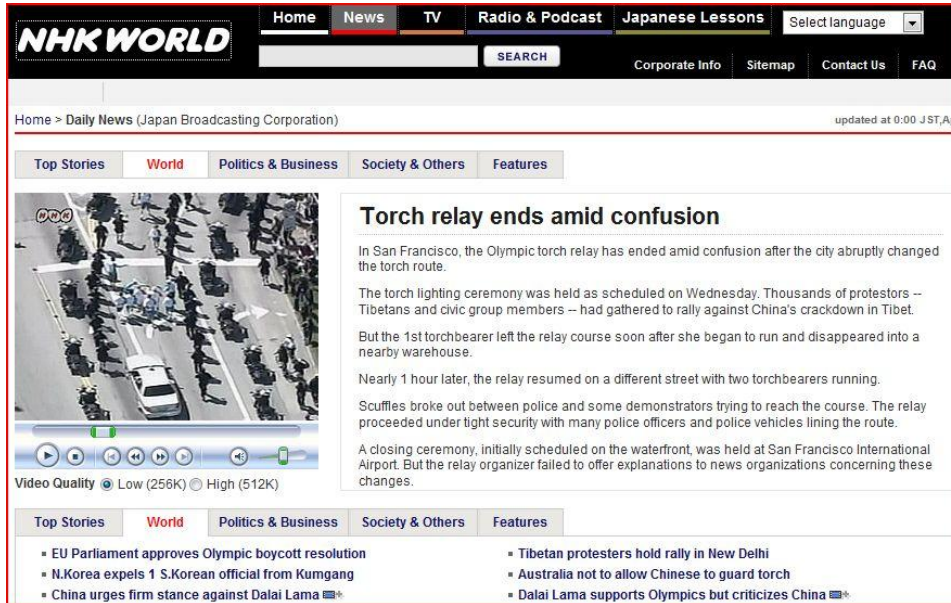 NHK WORLD
Home News TV Radio & Podcast Japanese Lessons Select language
SEARCH
Corporate Info Sitemap Contact Us FAQ
Home > Daily News (Japan Broadcasting Corporation)
updated at 0:00 JST,A
Top Stories World Politics & Business Society & Others Features
NHK
Torch relay ends amid confusion
In San Francisco, the Olympic torch relay has ended amid confusion after the city abruptly changed
the torch route.
The torch lighting ceremony was held as scheduled on Wednesday. Thousands of protestors --
Tibetans and civic group members -- had gathered to rally against China's crackdown in Tibet.
But the 1st torchbearer left the relay course soon after she began to run and disappeared into a
nearby warehouse.
Nearly 1 hour later, the relay resumed on a different street with two torchbearers running.
Scuffles broke out between police and some demonstrators trying to reach the course. The relay
proceeded under tight security with many police officers and police vehicles lining the route.
A closing ceremony, initially scheduled on the waterfront, was held at San Francisco International
Airport. But the relay organizer failed to offer explanations to news organizations concerning these
changes.
Video Quality Low (256K) High (512K)
Top Stories World Politics & Business Society & Others Features
EU Parliament approves Olympic boycott resolution
N.Korea expels 1 S.Korean official from Kumgang
China urges firm stance against Dalai Lama
Tibetan protesters hold rally in New Delhi
Australia not to allow Chinese to guard torch
Dalai Lama supports Olympics but criticizes China